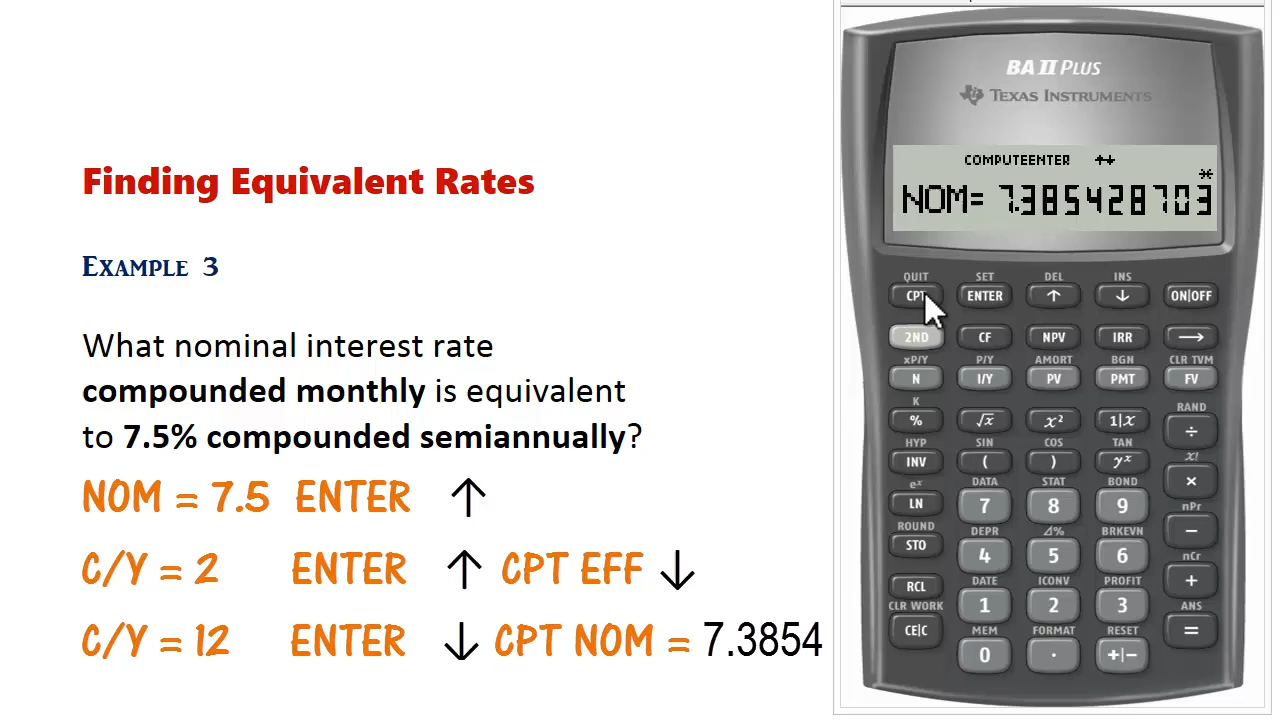 Finding Equivalent Rates
EXAMPLE 3
What nominal interest rate
compounded monthly is equivalent
to 7.5% compounded semiannually?
NOM = 7.5 ENTER ↑
C/Y = 2 ENTER ↑ CPT EFF ↓
C/Y = 12 ENTER ↓ CPT NOM = 7.3854
BA II PLUS
TEXAS INSTRUMENTS
COMPUTEENTER ↑↓
NOM= 7.385428703
QUIT SET DEL INS
CPT ENTER ↑ ↓ ON|OFF
2ND CF NPV IRR →
xP/Y P/Y AMORT BGN CLR TVM
N I/Y PV PMT FV
K RAND
% √x x² 1|X ÷
HYP SIN COS TAN x!
INV ( ) yˣ ×
eˣ DATA STAT BOND nPr
LN 7 8 9 −
ROUND DEPR Δ% BRKEVN nCr
STO 4 5 6 +
DATE ICONV PROFIT
RCL 1 2 3
CLR WORK MEM FORMAT RESET ANS
CE|C 0 . +|− =